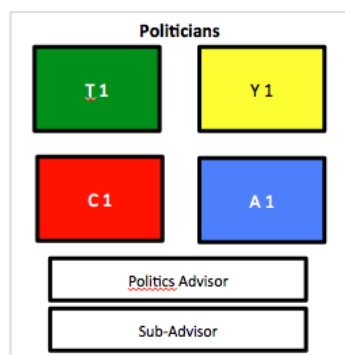 Politicians
T 1
Y 1
C 1
A 1
Politics Advisor
Sub-Advisor